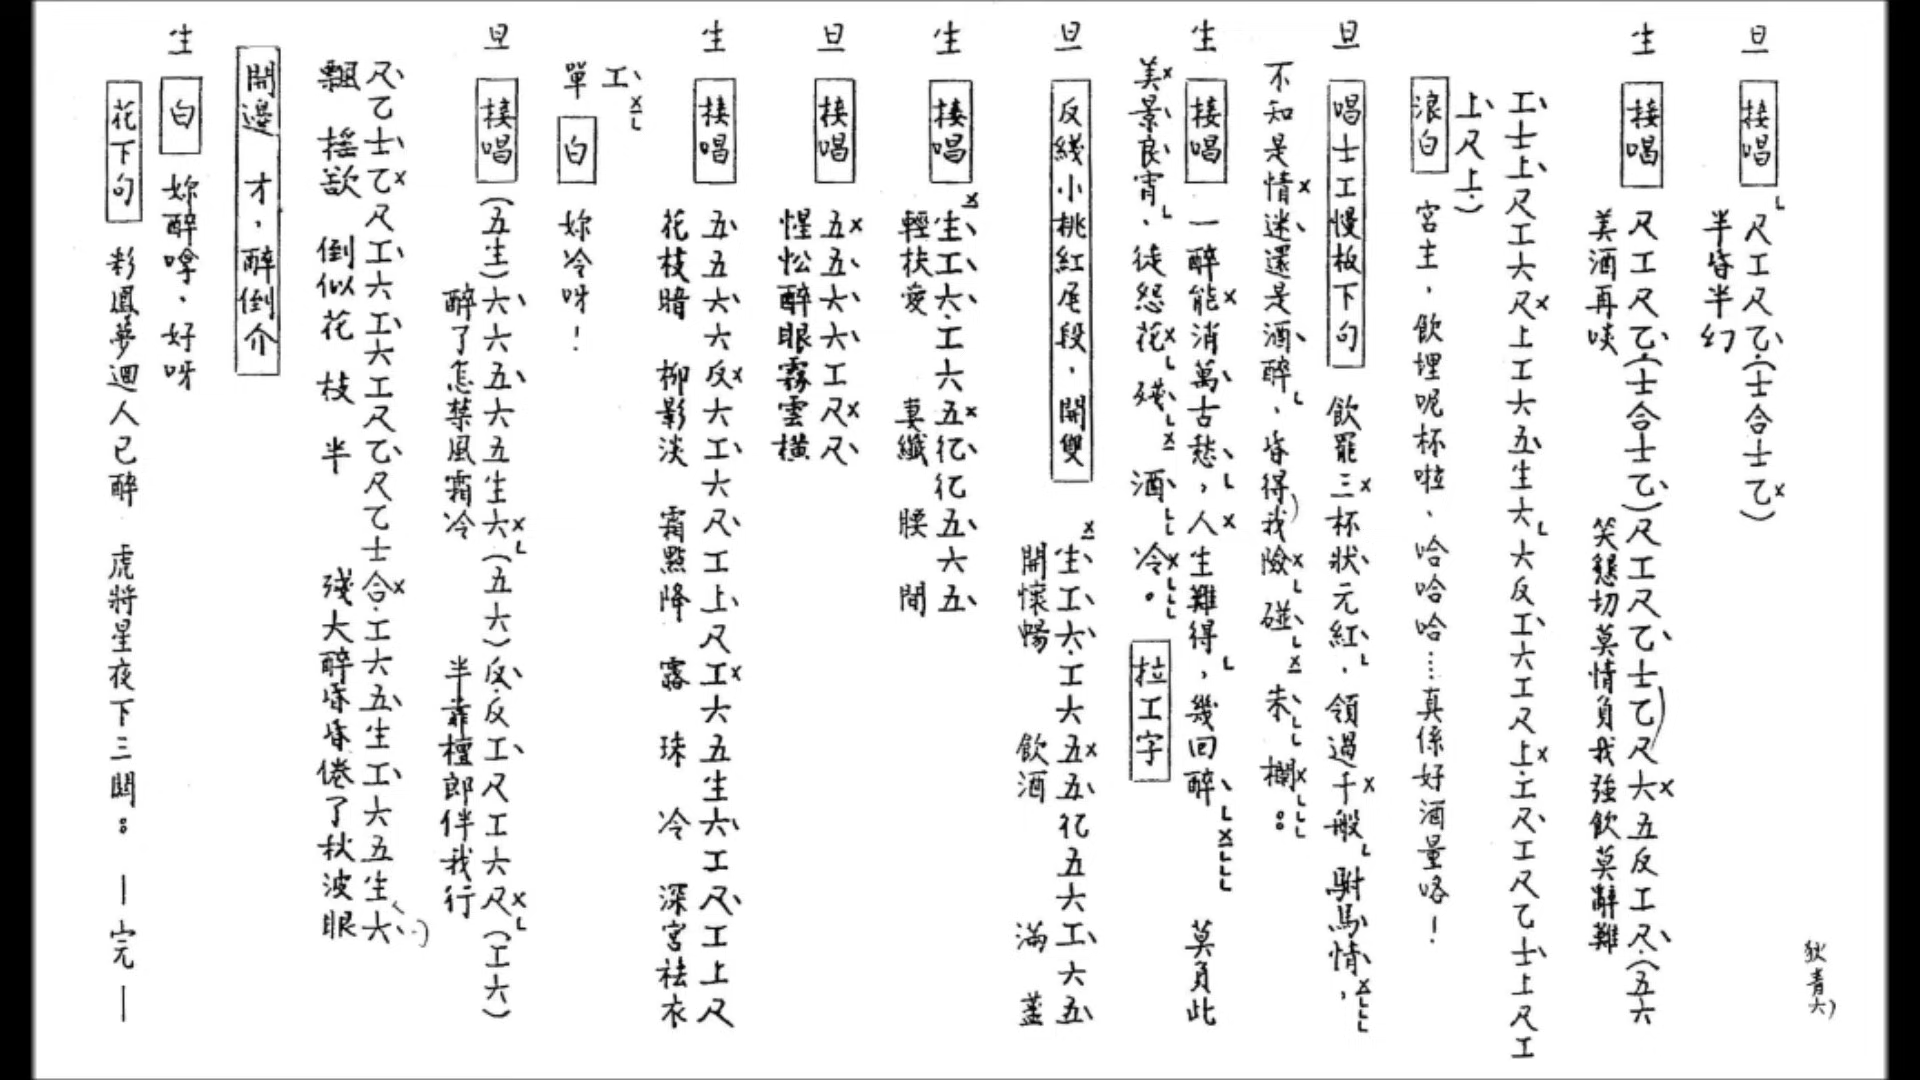 狄青六)
旦 接唱 尺工尺乙(士合士乙)
半昏半幻
生 接唱 尺工尺乙(士合士乙)尺工尺乙士乙尺六五反工尺(五六
美酒再啖 笑懇切莫情負我強飲莫辭難
工士上尺工六尺上工六五生六六反工六工尺上士尺工尺乙士上尺工
上尺上)
浪白 宮主,飲埋呢杯啦、哈哈哈……真係好酒量咯!
旦 唱士工慢板下句 飲罷三杯狀元紅,領過千般駙馬情,
不知是情迷還是酒醉、昏得我險碰 欄。
生 接唱 一醉能消萬古愁,人生難得,幾回醉 莫負此
美景良宵、徒怨花殘酒冷。 拉工字
旦 反綫小桃紅尾段,開雙 生工六工六五五仜五六工六五
開懷暢飲酒滿盞
生 接唱 生工六工六五仜仜五六五
輕扶愛妻纖腰間
旦 接唱 五五六六工尺尺
惺忪醉眼霧雲橫
生 接唱 五五六六反六工六尺工上尺工六五生六工尺工上尺
花枝暗 柳影淡 霜點降 露珠冷 深宮祛衣
工
單 白 妳冷呀!
旦 接唱 (五生)六六五六五生六(五六)反反工尺工六尺(工六)
醉了怎禁風霜冷 半靠檀郎伴我行
尺乙士乙尺工六工六工尺乙尺乙士合工六五生工六五生六
飄搖欲倒似花枝半殘大醉昏昏倦了秋波眼
開邊 才,醉倒介
生 白 妳醉嗱、好呀
花下句 彩鳳夢迴人已醉 虎將星夜下三關。—完—